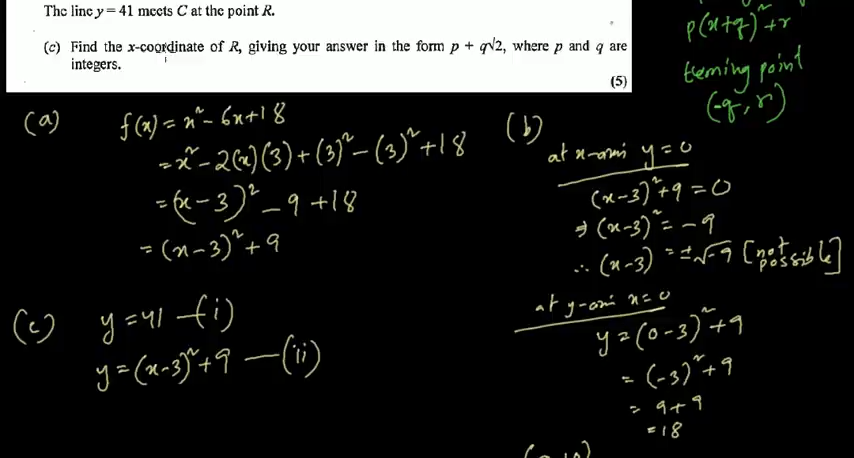 The line y = 41 meets C at the point R.
(c) Find the x-coordinate of R, giving your answer in the form p + q√2, where p and q are
integers.
(5)
p(x+q)²+r
turning point
(-q, r)
(a)
f(x) = x² - 6x+18
= x² - 2(x)(3) + (3)² - (3)² + 18
= (x-3)² - 9 + 18
= (x-3)² + 9
(b)
at x-axis y = 0
(x-3)² + 9 = 0
⇒ (x-3)² = -9
∴ (x-3) = ±√-9 [not possible]
at y-axis x = 0
y = (0-3)² + 9
= (-3)² + 9
= 9+9
= 18
(c)
y = 41 —(i)
y = (x-3)² + 9 —(ii)